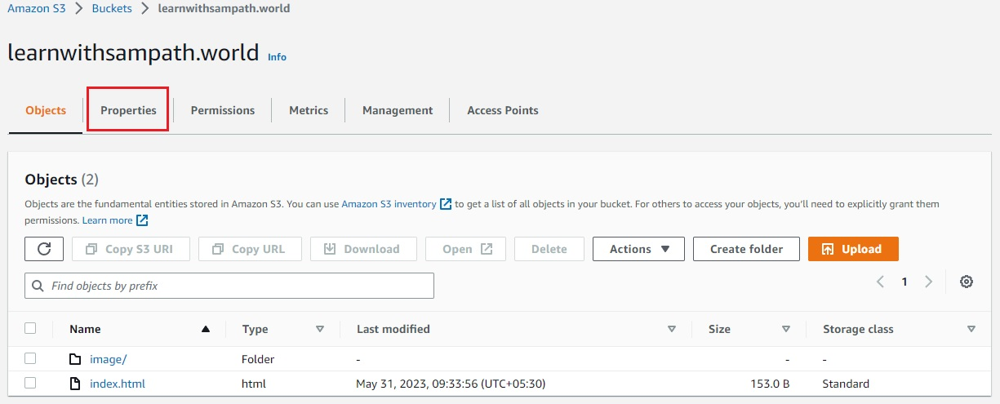 Amazon S3 > Buckets > learnwithsampath.world
learnwithsampath.world Info
Objects Properties Permissions Metrics Management Access Points
Objects (2)
Objects are the fundamental entities stored in Amazon S3. You can use Amazon S3 inventory to get a list of all objects in your bucket. For others to access your objects, you'll need to explicitly grant them
permissions. Learn more
Copy S3 URI Copy URL Download Open Delete Actions Create folder Upload
Find objects by prefix 1
Name Type Last modified Size Storage class
image/ Folder - - -
index.html html May 31, 2023, 09:33:56 (UTC+05:30) 153.0 B Standard